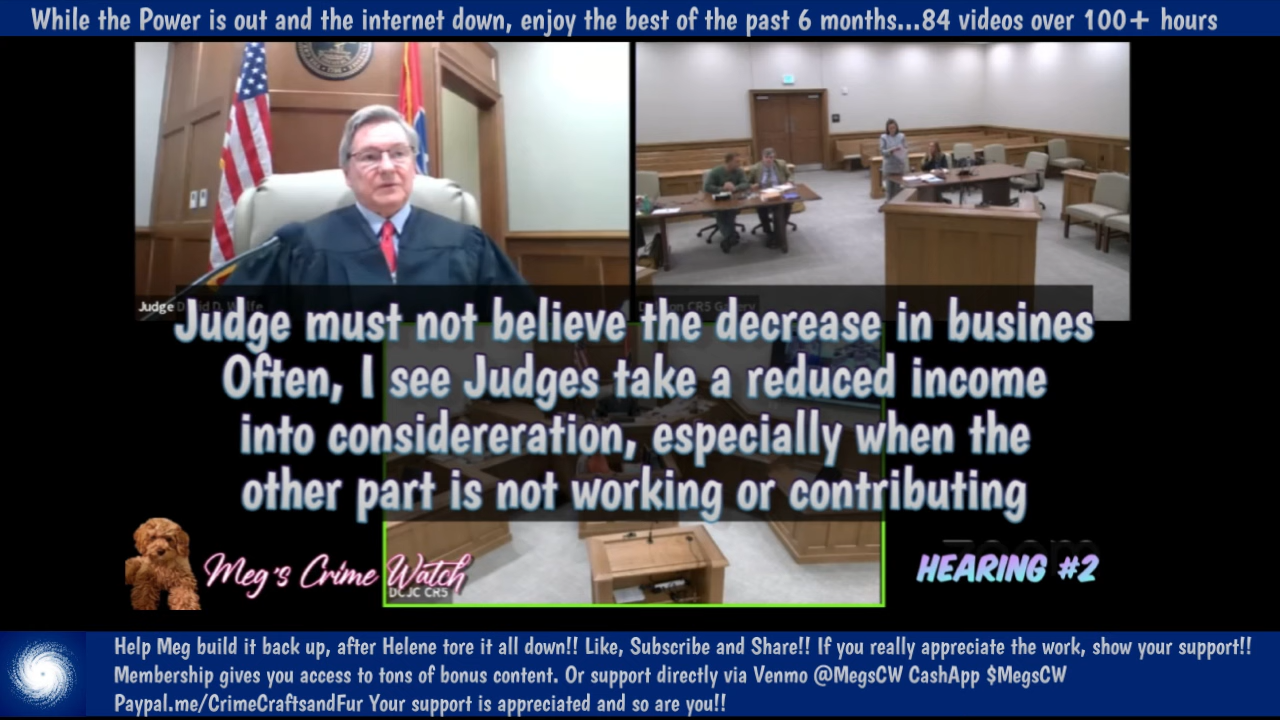 While the Power is out and the internet down, enjoy the best of the past 6 months...84 videos over 100+ hours
Judge
Judge must not believe the decrease in busines
Often, I see Judges take a reduced income
into considereration, especially when the
other part is not working or contributing
Meg's Crime Watch
HEARING #2
DCJC CR5
Help Meg build it back up, after Helene tore it all down!! Like, Subscribe and Share!! If you really appreciate the work, show your support!!
Membership gives you access to tons of bonus content. Or support directly via Venmo @MegsCW CashApp $MegsCW
Paypal.me/CrimeCraftsandFur Your support is appreciated and so are you!!